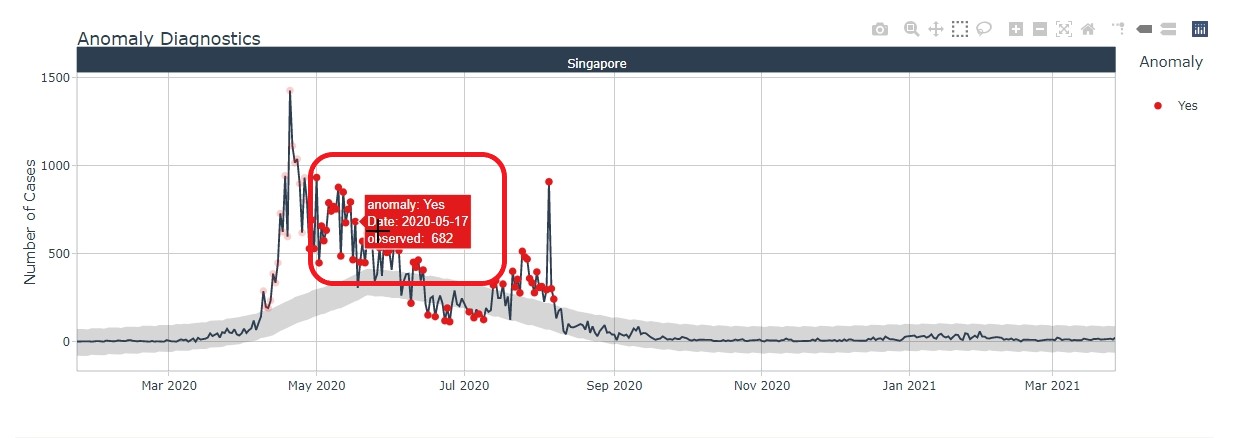 Anomaly Diagnostics
Singapore
Anomaly
Yes
Number of Cases
1500
1000
500
0
anomaly: Yes
Date: 2020-05-17
observed: 682
Mar 2020
May 2020
Jul 2020
Sep 2020
Nov 2020
Jan 2021
Mar 2021